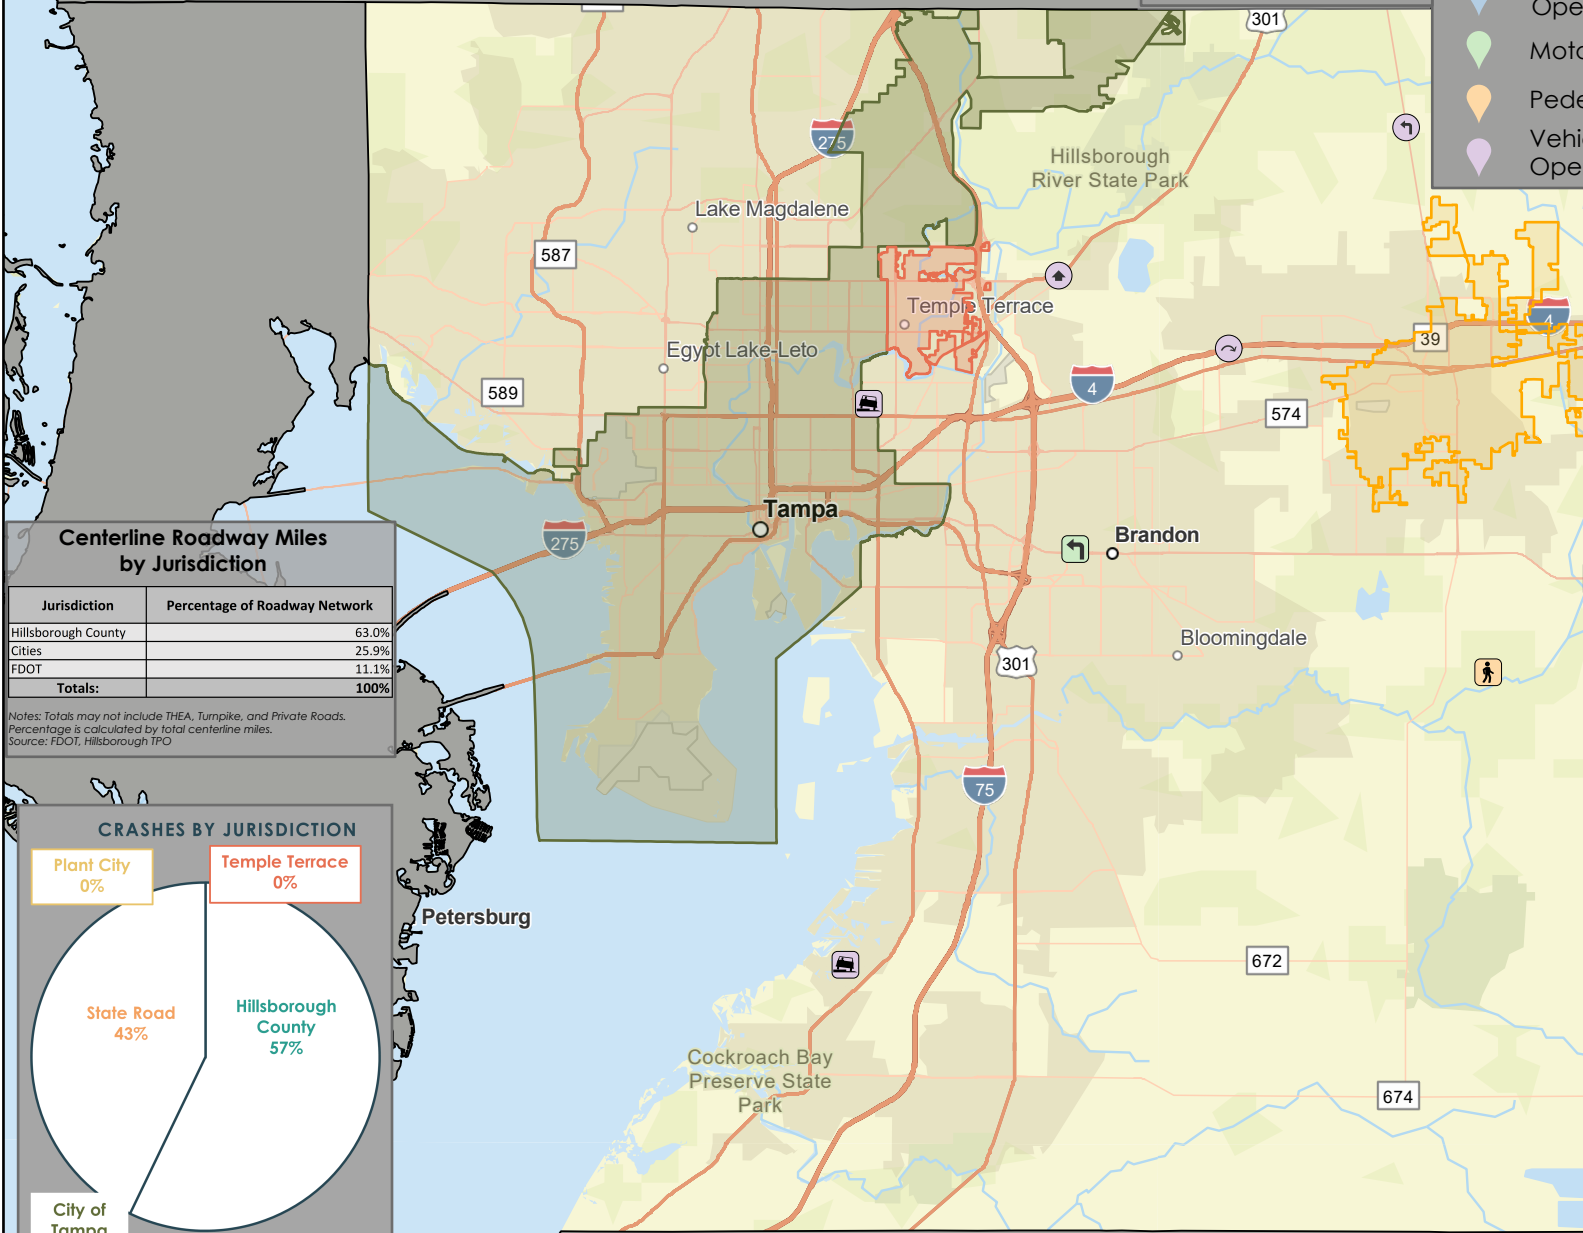 301
Ope
Moto
Pede
Vehi
Ope
275
Hillsborough
River State Park
Lake Magdalene
587
Temple Terrace
4
39
Egypt Lake-Leto
589
4
574
Tampa
275
Brandon
Centerline Roadway Miles
by Jurisdiction
Jurisdiction Percentage of Roadway Network
Hillsborough County 63.0%
Cities 25.9%
FDOT 11.1%
Totals: 100%
Notes: Totals may not include THEA, Turnpike, and Private Roads.
Percentage is calculated by total centerline miles.
Source: FDOT, Hillsborough TPO
Bloomingdale
301
75
CRASHES BY JURISDICTION
Plant City
0%
Temple Terrace
0%
State Road
43%
Hillsborough
County
57%
City of
Tampa
Petersburg
672
Cockroach Bay
Preserve State
Park
674